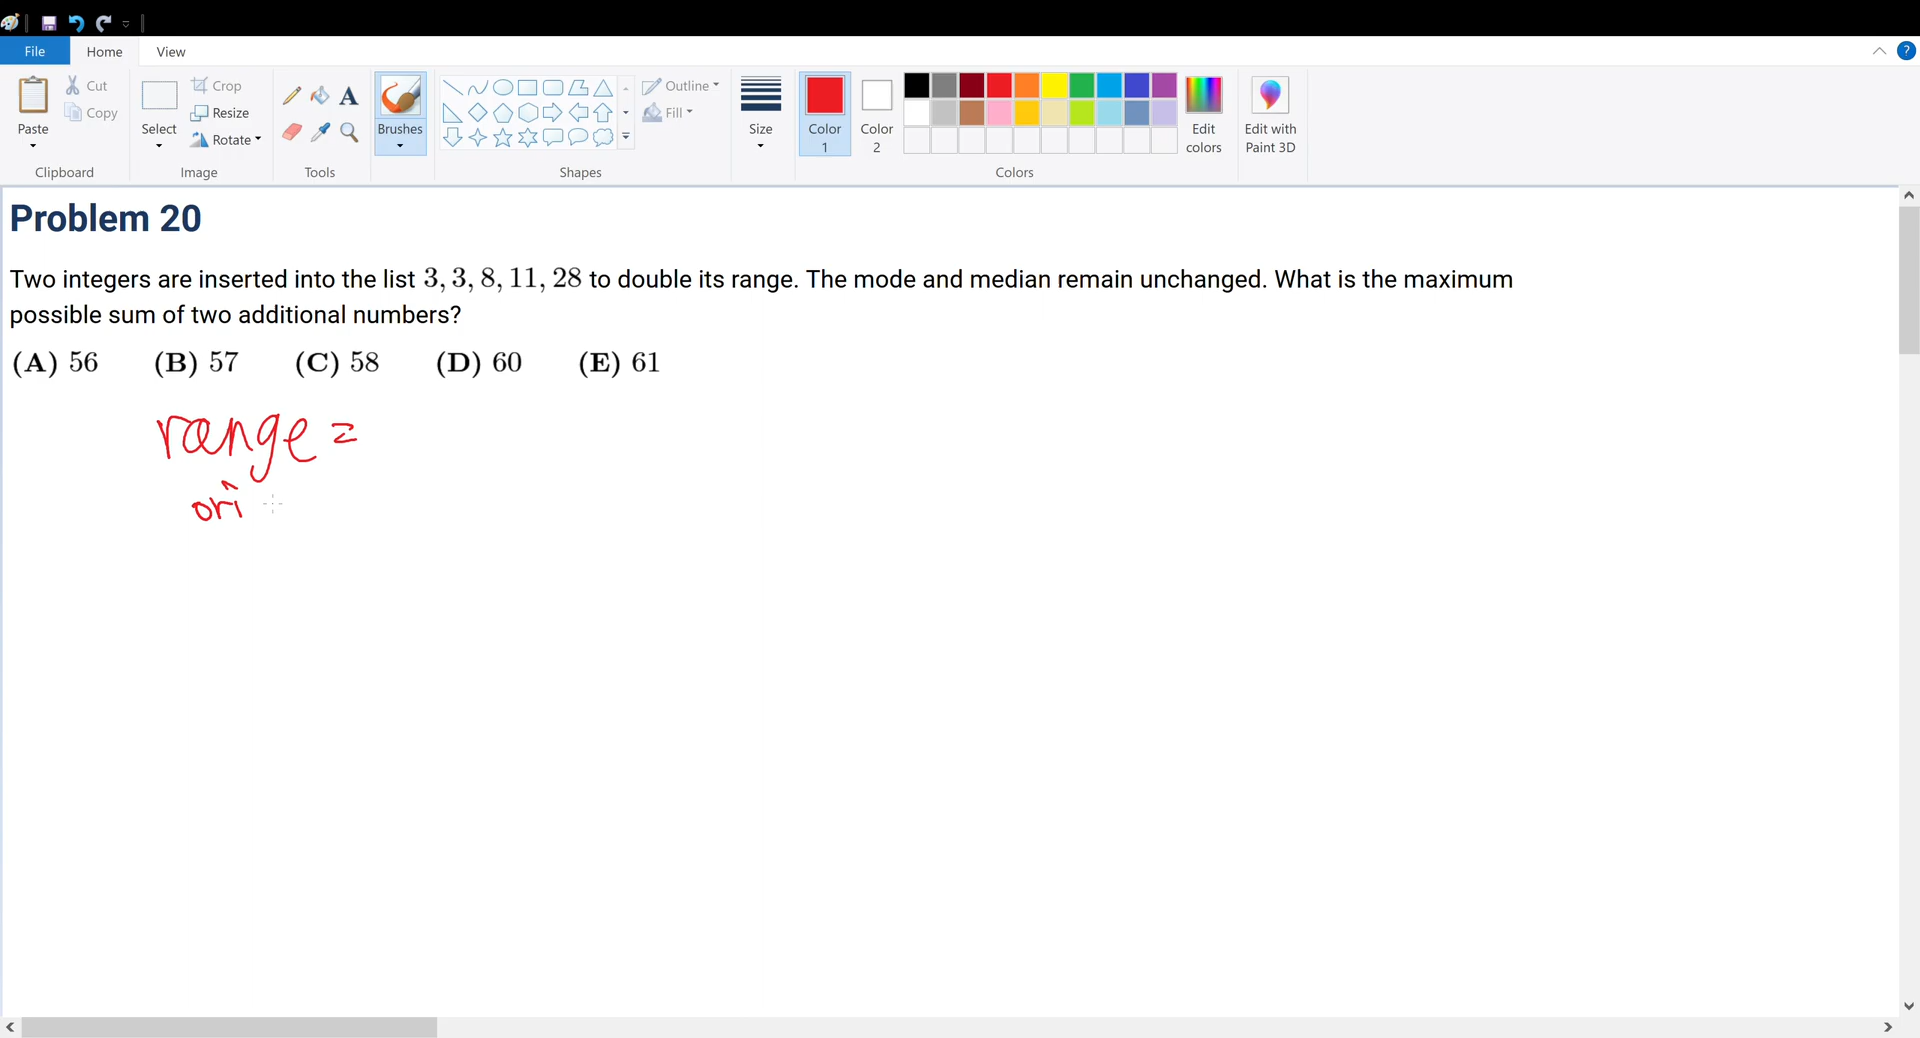 File Home View ?
Paste Cut Copy Clipboard
Select Crop Resize Rotate Image
A Tools
Brushes
Outline Fill Shapes
Size
Color 1 Color 2 Edit colors Colors
Edit with Paint 3D
Problem 20
Two integers are inserted into the list 3, 3, 8, 11, 28 to double its range. The mode and median remain unchanged. What is the maximum
possible sum of two additional numbers?
(A) 56 (B) 57 (C) 58 (D) 60 (E) 61
range =
^
ori